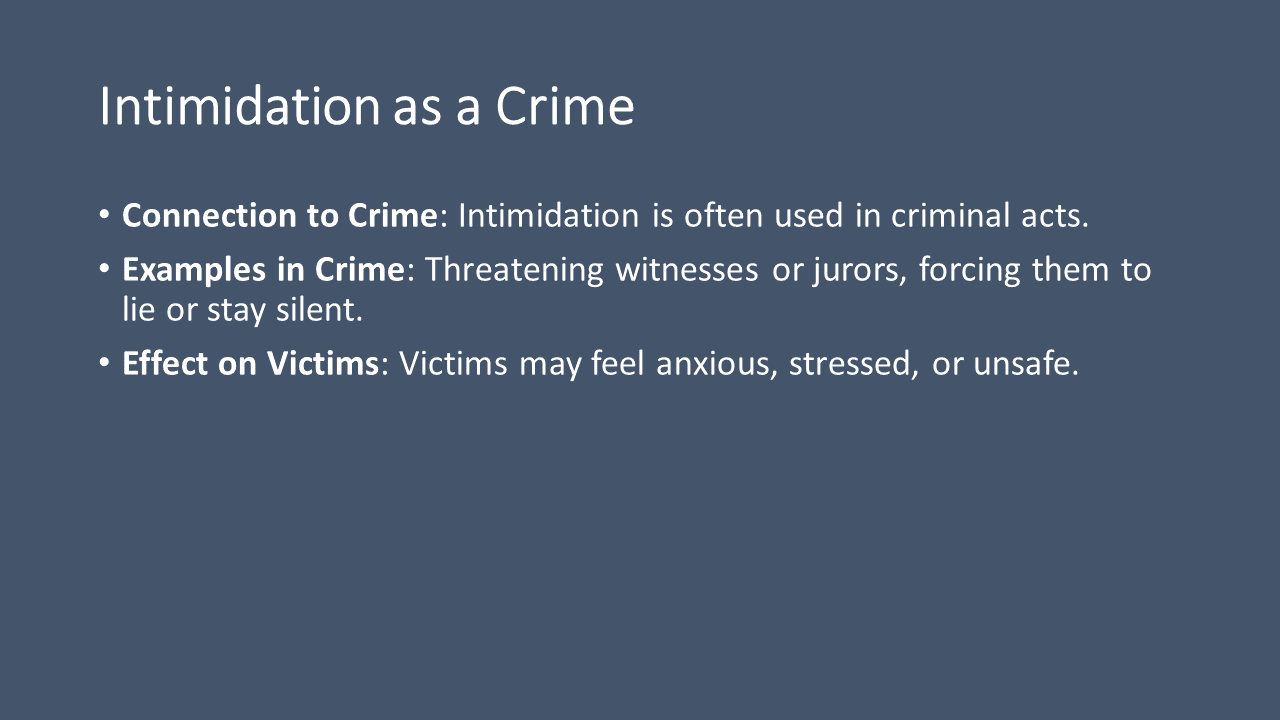 Intimidation as a Crime
• Connection to Crime: Intimidation is often used in criminal acts.
• Examples in Crime: Threatening witnesses or jurors, forcing them to
lie or stay silent.
• Effect on Victims: Victims may feel anxious, stressed, or unsafe.